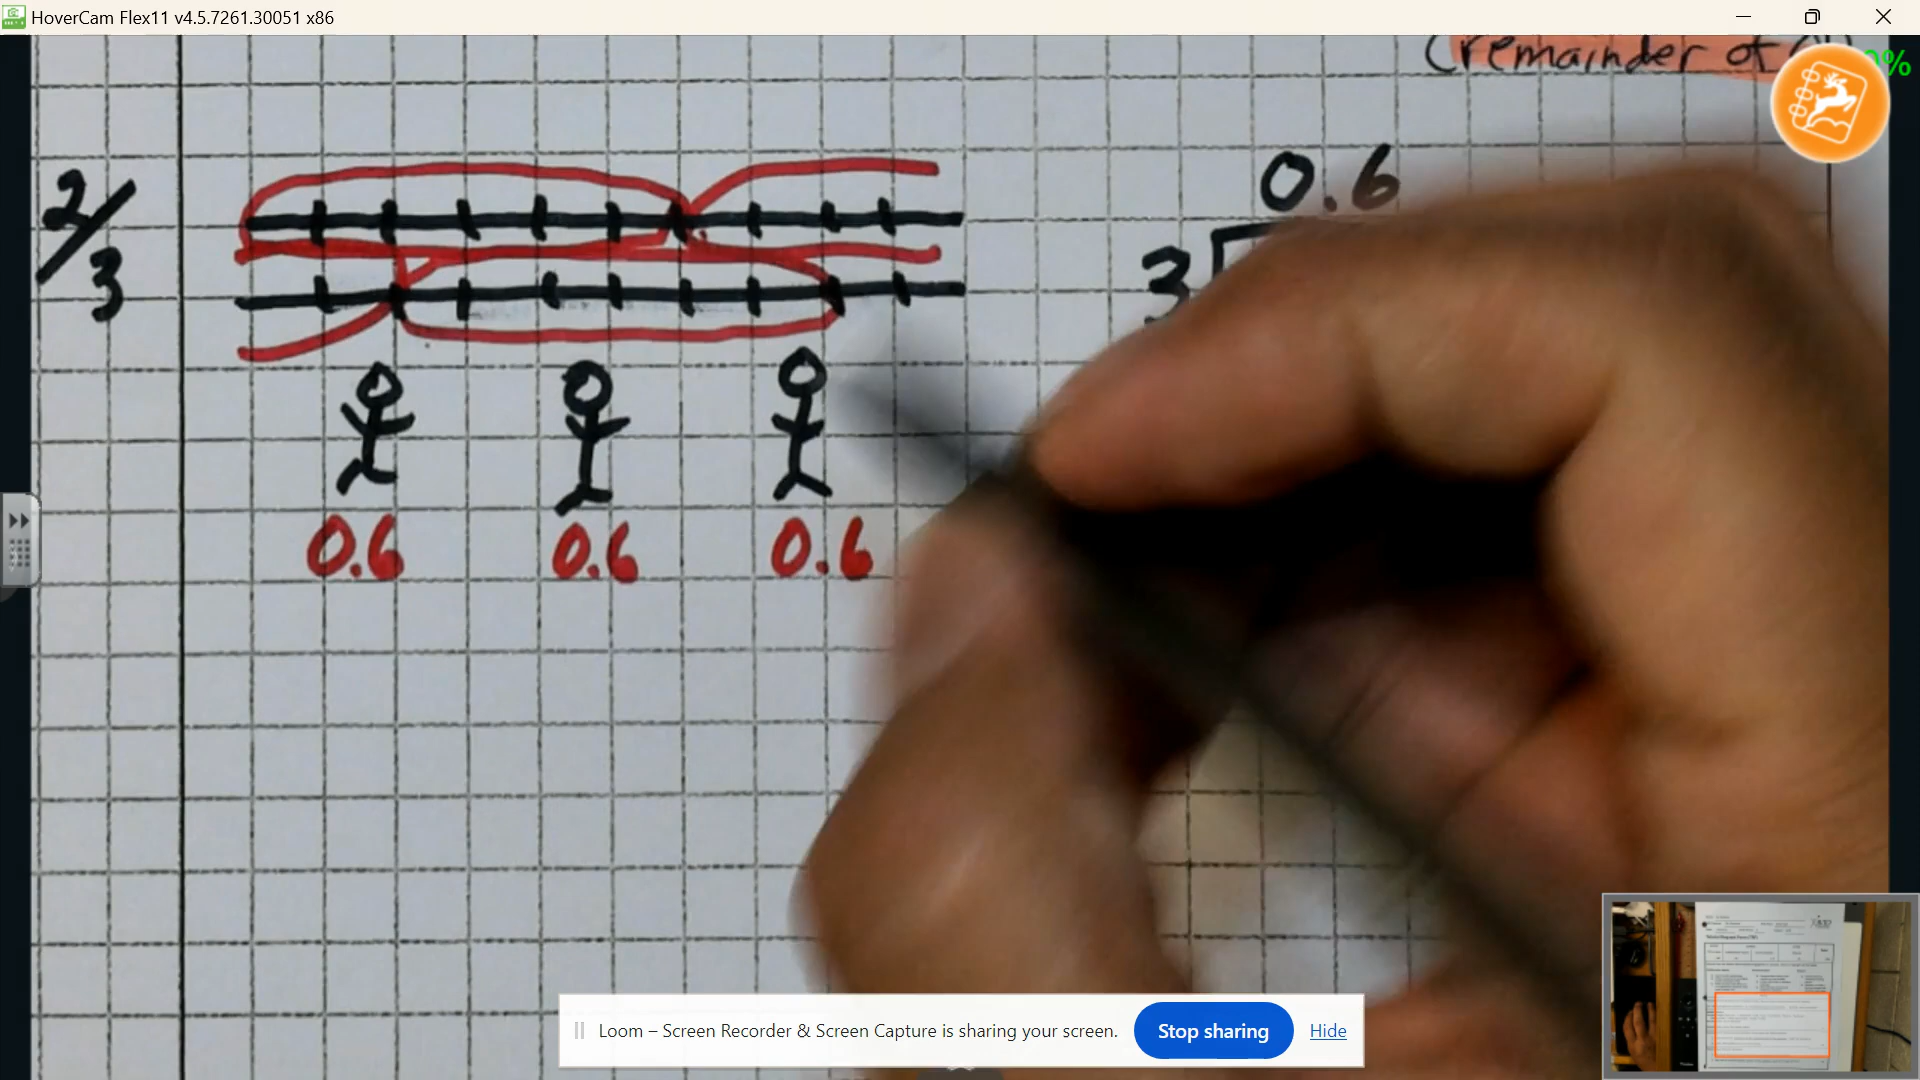 HoverCam Flex11 v4.5.7261.30051 x86
(remainder of
0%
2/3
0.6
3
0.6 0.6 0.6
Loom – Screen Recorder & Screen Capture is sharing your screen. Stop sharing Hide